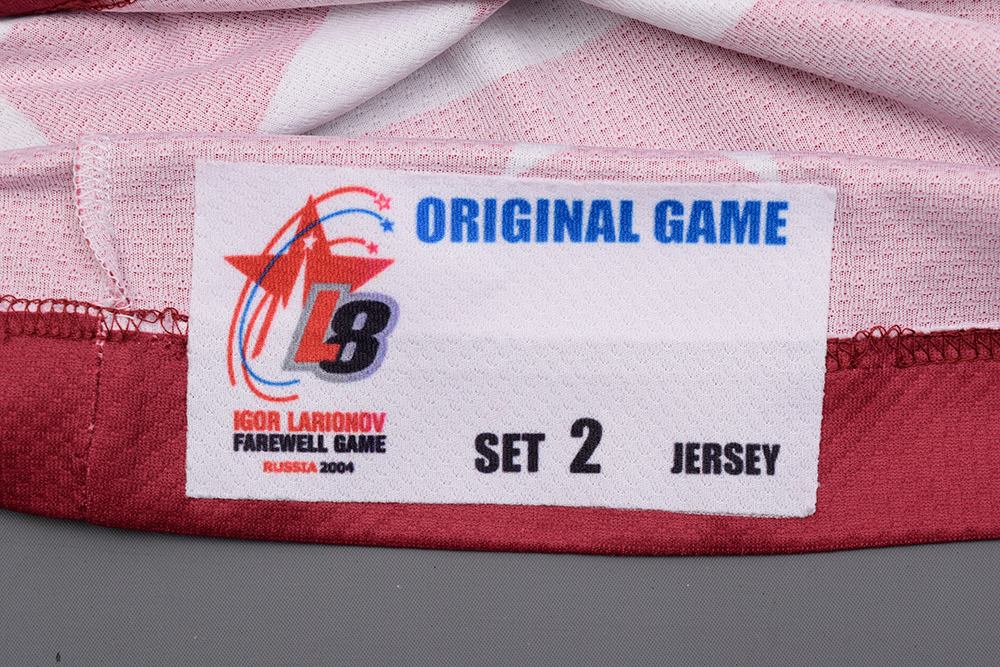 ORIGINAL GAME
L8
IGOR LARIONOV
FAREWELL GAME
RUSSIA 2004
SET 2 JERSEY